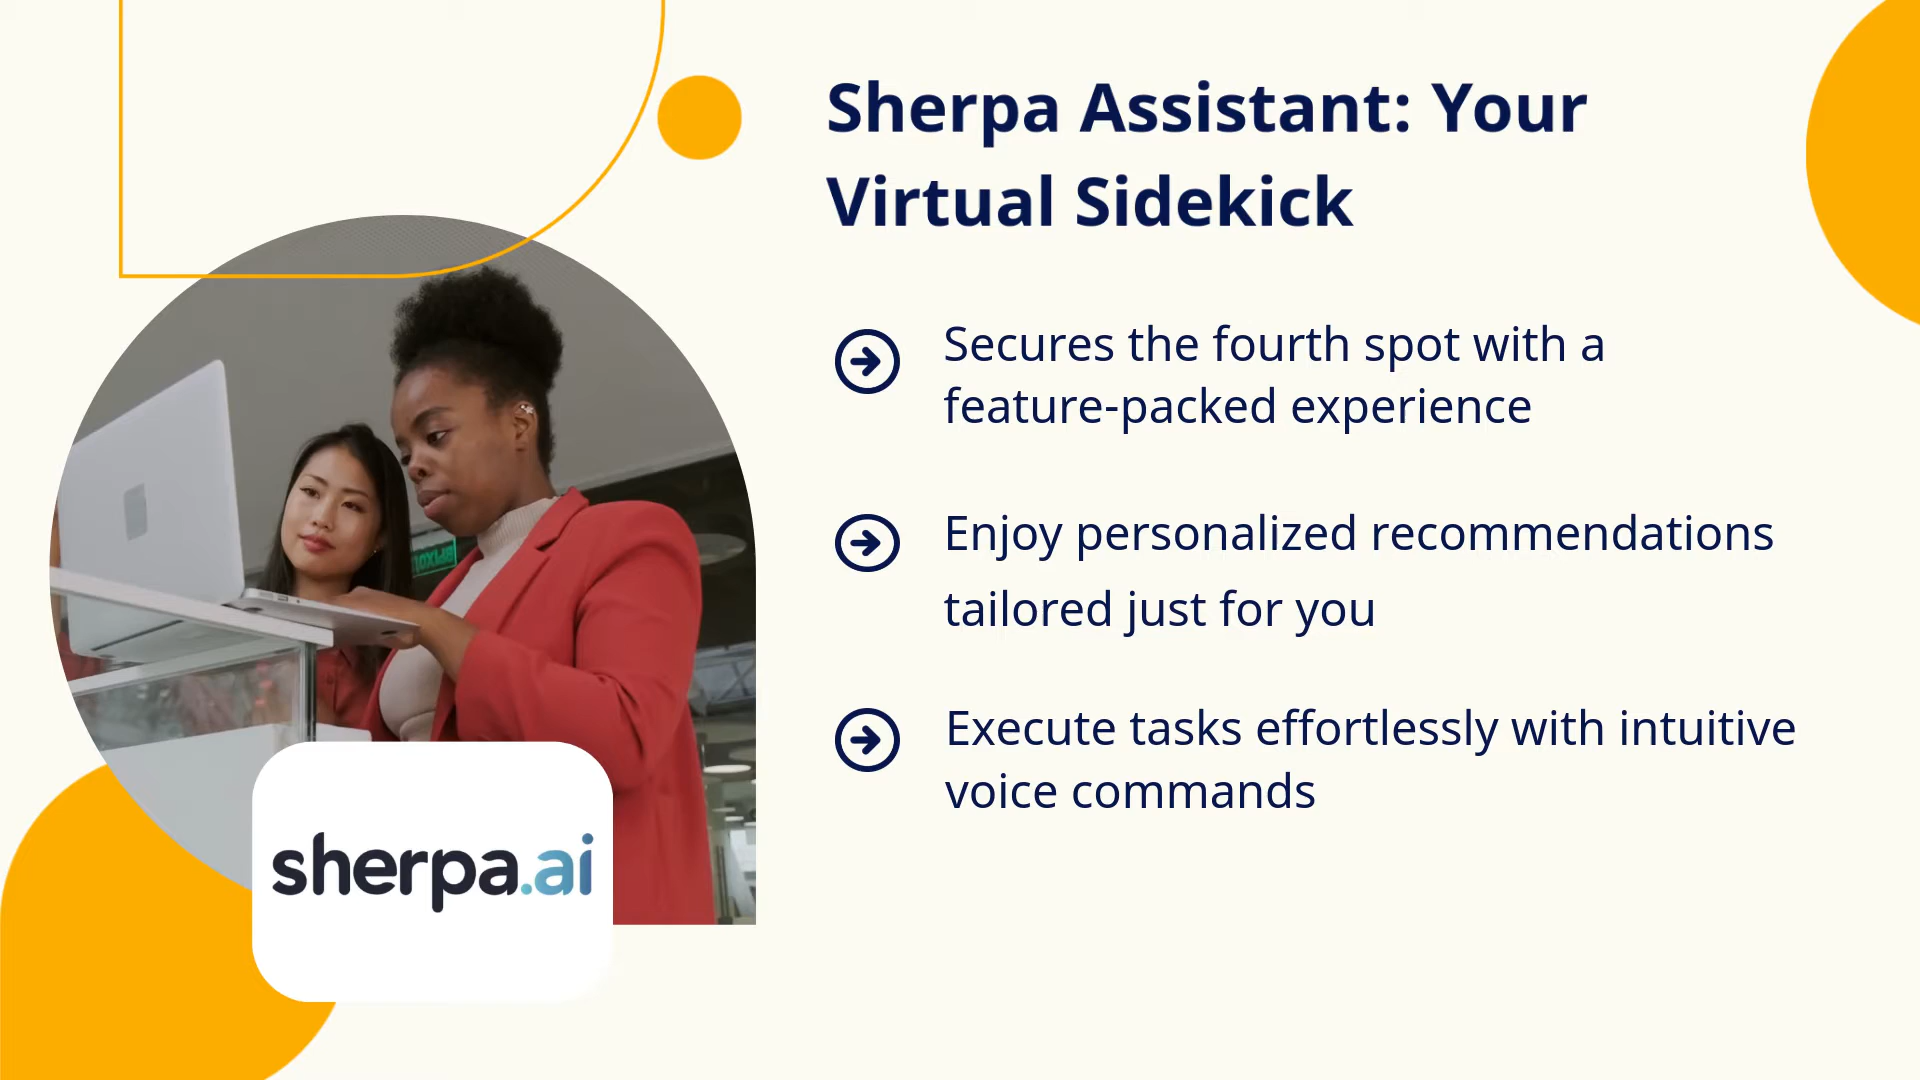 Sherpa Assistant: Your
Virtual Sidekick
Secures the fourth spot with a
feature-packed experience
Enjoy personalized recommendations
tailored just for you
Execute tasks effortlessly with intuitive
voice commands
sherpa.ai